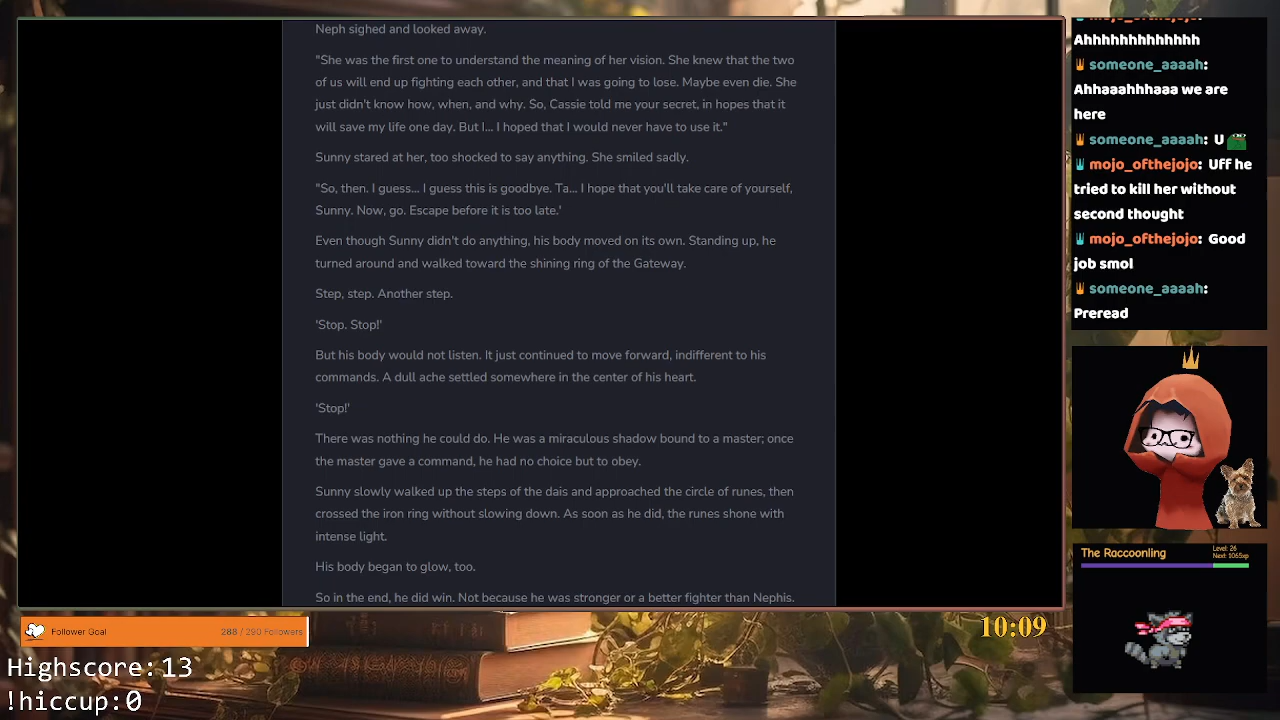 Neph sighed and looked away.
"She was the first one to understand the meaning of her vision. She knew that the two
of us will end up fighting each other, and that I was going to lose. Maybe even die. She
just didn't know how, when, and why. So, Cassie told me your secret, in hopes that it
will save my life one day. But I... I hoped that I would never have to use it."
Sunny stared at her, too shocked to say anything. She smiled sadly.
"So, then. I guess... I guess this is goodbye. Ta... I hope that you'll take care of yourself,
Sunny. Now, go. Escape before it is too late.'
Even though Sunny didn't do anything, his body moved on its own. Standing up, he
turned around and walked toward the shining ring of the Gateway.
Step, step. Another step.
'Stop. Stop!'
But his body would not listen. It just continued to move forward, indifferent to his
commands. A dull ache settled somewhere in the center of his heart.
'Stop!'
There was nothing he could do. He was a miraculous shadow bound to a master; once
the master gave a command, he had no choice but to obey.
Sunny slowly walked up the steps of the dais and approached the circle of runes, then
crossed the iron ring without slowing down. As soon as he did, the runes shone with
intense light.
His body began to glow, too.
So in the end, he did win. Not because he was stronger or a better fighter than Nephis.
mojo_ofthejojo:
Ahhhhhhhhhhhhh
someone_aaaah:
Ahhaaahhhaaa we are
here
someone_aaaah: U
mojo_ofthejojo: Uff he
tried to kill her without
second thought
mojo_ofthejojo: Good
job smol
someone_aaaah:
Preread
The Raccoonling
Level: 26
Next: 1065xp
Follower Goal
288 / 290 Followers
10:09
Highscore:13
!hiccup:0